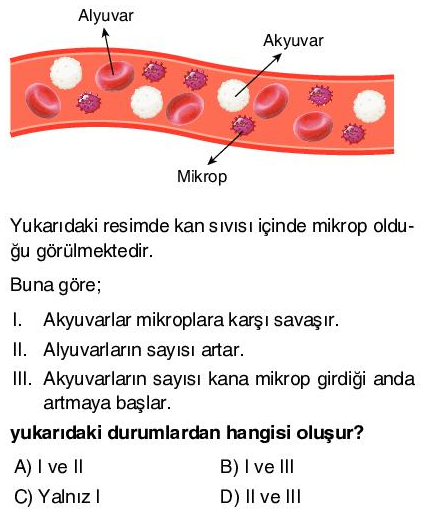 Alyuvar
Akyuvar
Mikrop
Yukarıdaki resimde kan sıvısı içinde mikrop oldu-
ğu görülmektedir.
Buna göre;
I. Akyuvarlar mikroplara karşı savaşır.
II. Alyuvarların sayısı artar.
III. Akyuvarların sayısı kana mikrop girdiği anda
artmaya başlar.
yukarıdaki durumlardan hangisi oluşur?
A) I ve II B) I ve III
C) Yalnız I D) II ve III